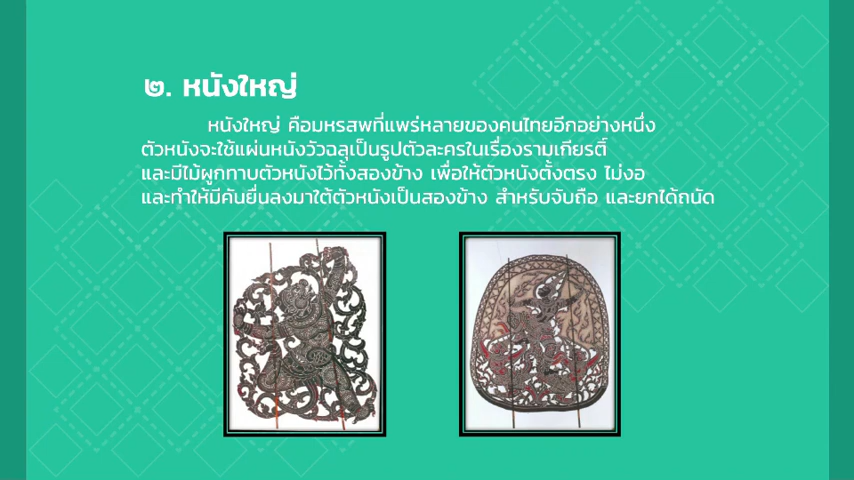 ๒. หนังใหญ่
หนังใหญ่ คือมหรสพที่แพร่หลายของคนไทยอีกอย่างหนึ่ง
ตัวหนังจะใช้แผ่นหนังวัวฉลุเป็นรูปตัวละครในเรื่องรามเกียรติ์
และมีไม้ผูกทาบตัวหนังไว้ทั้งสองข้าง เพื่อให้ตัวหนังตั้งตรง ไม่งอ
และทำให้มีคันยื่นลงมาใต้ตัวหนังเป็นสองข้าง สำหรับจับถือ และยกได้ถนัด